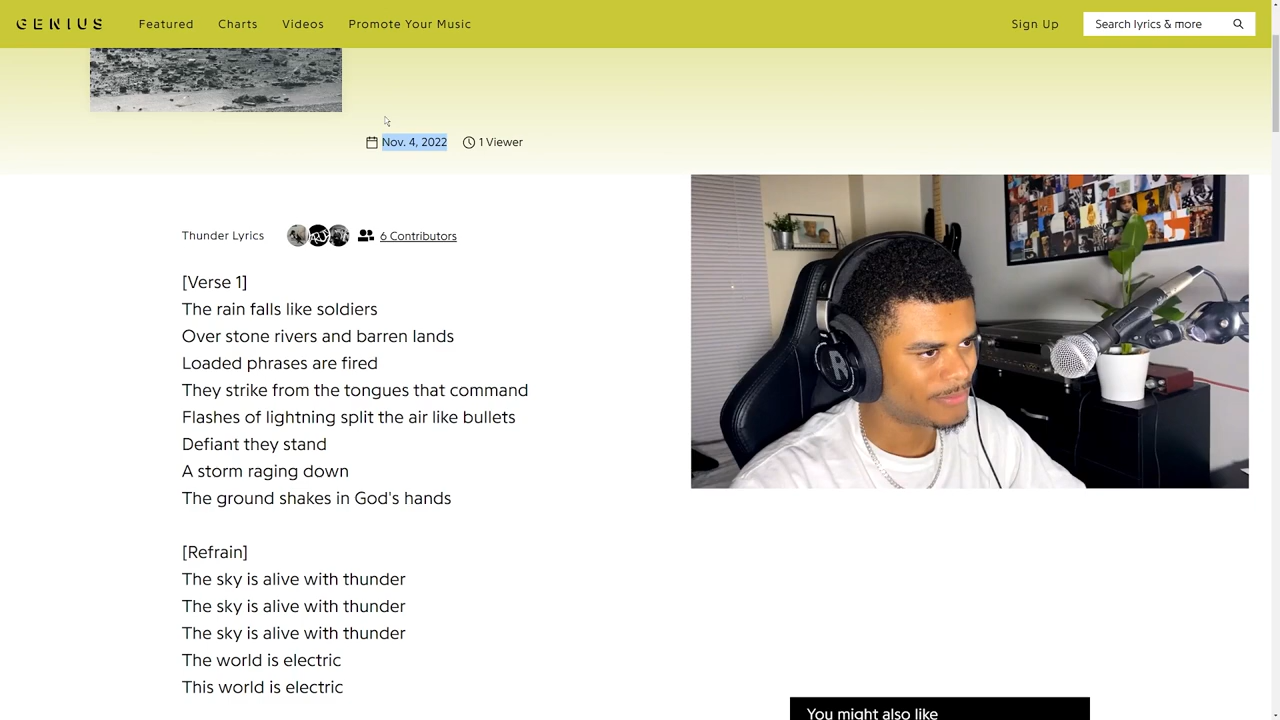 GENIUS
Featured Charts Videos Promote Your Music
Sign Up
Search lyrics & more
Nov. 4, 2022
1 Viewer
Thunder Lyrics
6 Contributors
[Verse 1]
The rain falls like soldiers
Over stone rivers and barren lands
Loaded phrases are fired
They strike from the tongues that command
Flashes of lightning split the air like bullets
Defiant they stand
A storm raging down
The ground shakes in God's hands
[Refrain]
The sky is alive with thunder
The sky is alive with thunder
The sky is alive with thunder
The world is electric
This world is electric
R
You might also like